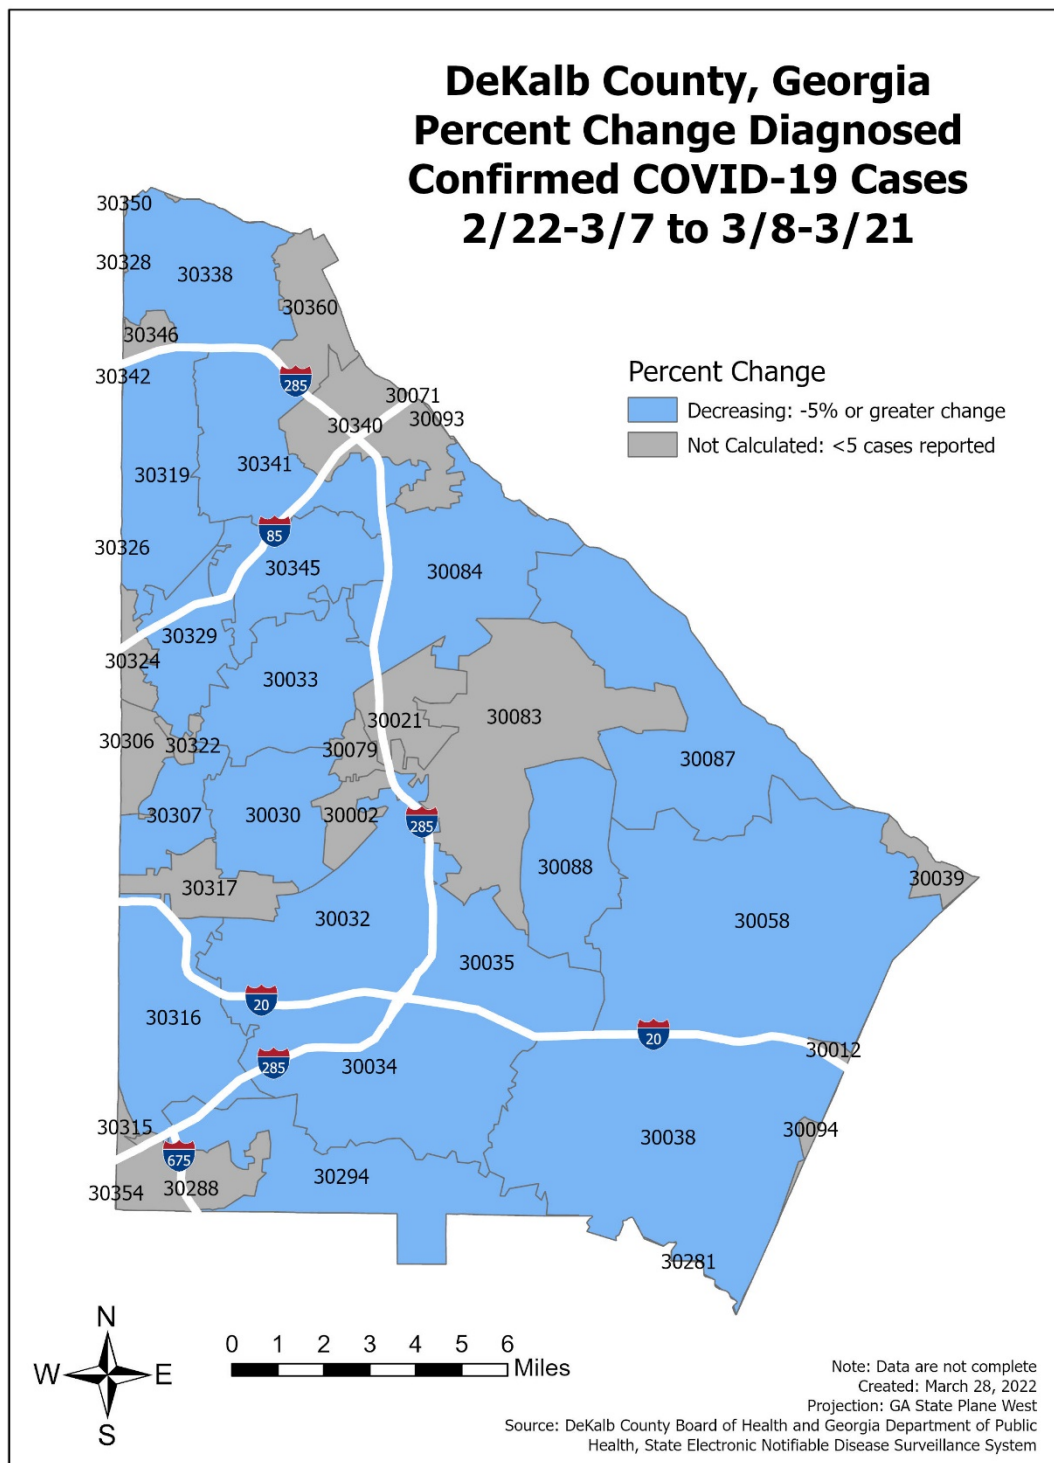 DeKalb County, Georgia
Percent Change Diagnosed
Confirmed COVID-19 Cases
2/22-3/7 to 3/8-3/21
30350
30328
30338
30360
30346
30342
285
30071
30093
30340
Percent Change
Decreasing: -5% or greater change
Not Calculated: <5 cases reported
30319
30341
85
30326
30345
30084
30329
30324
30033
30083
30021
30306
30322
30079
30087
30307
30030
30002
285
30088
30039
30317
30032
30058
30035
20
30316
20
30012
285
30034
30315
30038
30094
675
30354
30288
30294
30281
N
W E
S
0 1 2 3 4 5 6
Miles
Note: Data are not complete
Created: March 28, 2022
Projection: GA State Plane West
Source: DeKalb County Board of Health and Georgia Department of Public
Health, State Electronic Notifiable Disease Surveillance System